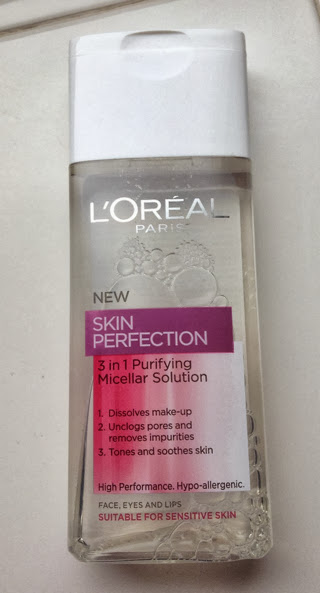 L'ORÉAL
PARIS
NEW
SKIN
PERFECTION
3 in 1 Purifying
Micellar Solution
1. Dissolves make-up
2. Unclogs pores and
removes impurities
3. Tones and soothes skin
High Performance. Hypo-allergenic.
FACE, EYES AND LIPS
SUITABLE FOR SENSITIVE SKIN